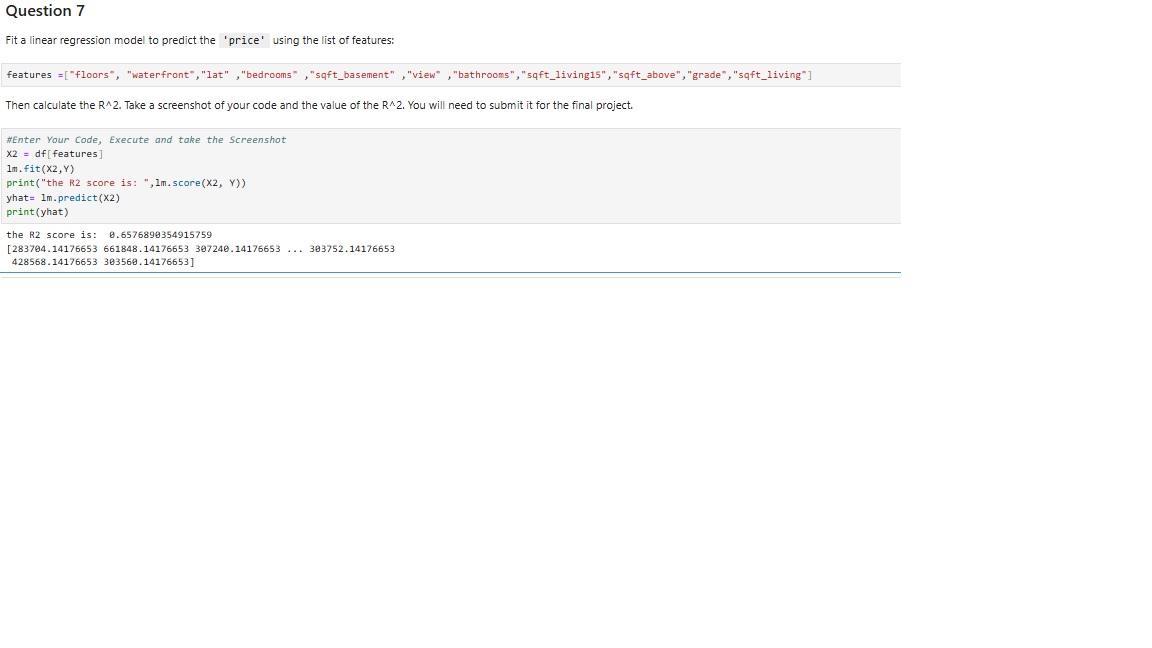 Question 7
Fit a linear regression model to predict the 'price' using the list of features:
features =["floors", "waterfront","lat" ,"bedrooms" ,"sqft_basement" ,"view" ,"bathrooms","sqft_living15","sqft_above","grade","sqft_living"]
Then calculate the R^2. Take a screenshot of your code and the value of the R^2. You will need to submit it for the final project.
#Enter Your Code, Execute and take the Screenshot
X2 = df[features]
lm.fit(X2,Y)
print("the R2 score is: ",lm.score(X2, Y))
yhat= lm.predict(X2)
print(yhat)
the R2 score is:  0.6576890354915759
[283704.14176653 661848.14176653 307240.14176653 ... 303752.14176653
 428568.14176653 303560.14176653]